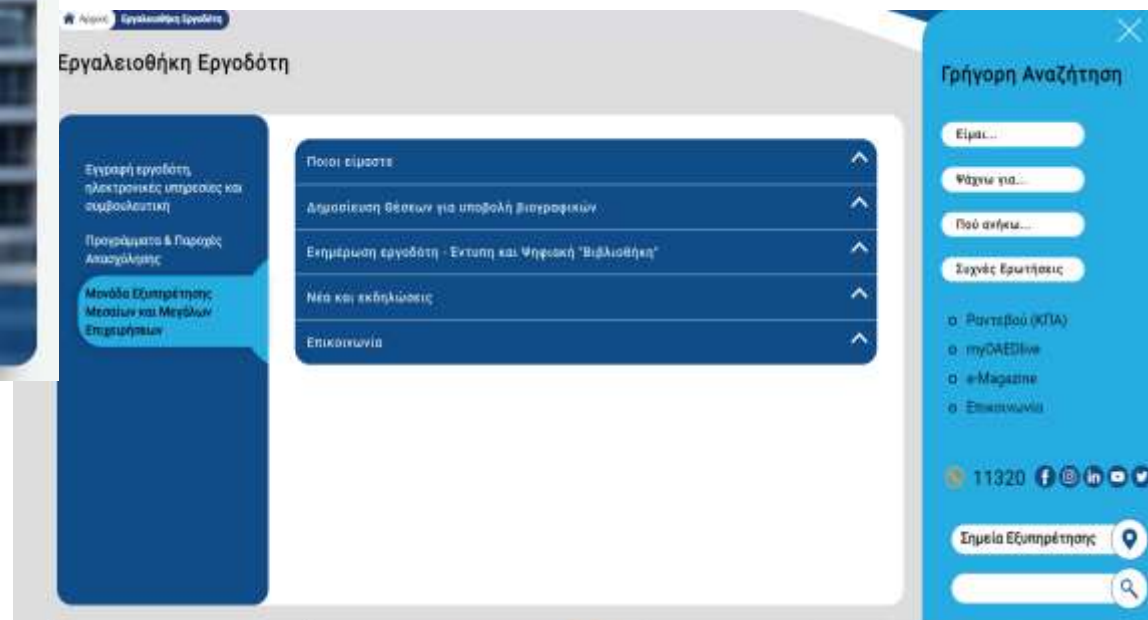 Αρχική Εργαλειοθήκη Εργοδότη
Εργαλειοθήκη Εργοδότη
Εγγραφή εργοδότη,
ηλεκτρονικές υπηρεσίες και
συμβουλευτική
Προγράμματα & Παροχές
Απασχόλησης
Μονάδα Εξυπηρέτησης
Μεσαίων και Μεγάλων
Επιχειρήσεων
Ποιοι είμαστε
Δημοσίευση Θέσεων για υποβολή βιογραφικών
Ενημέρωση εργοδότη - Έντυπη και Ψηφιακή "Βιβλιοθήκη"
Νέα και εκδηλώσεις
Επικοινωνία
Γρήγορη Αναζήτηση
Είμαι...
Ψάχνω για...
Πού ανήκω...
Συχνές Ερωτήσεις
Ραντεβού (ΚΠΑ)
myOAEDlive
e-Magazine
Επικοινωνία
11320
Σημεία Εξυπηρέτησης